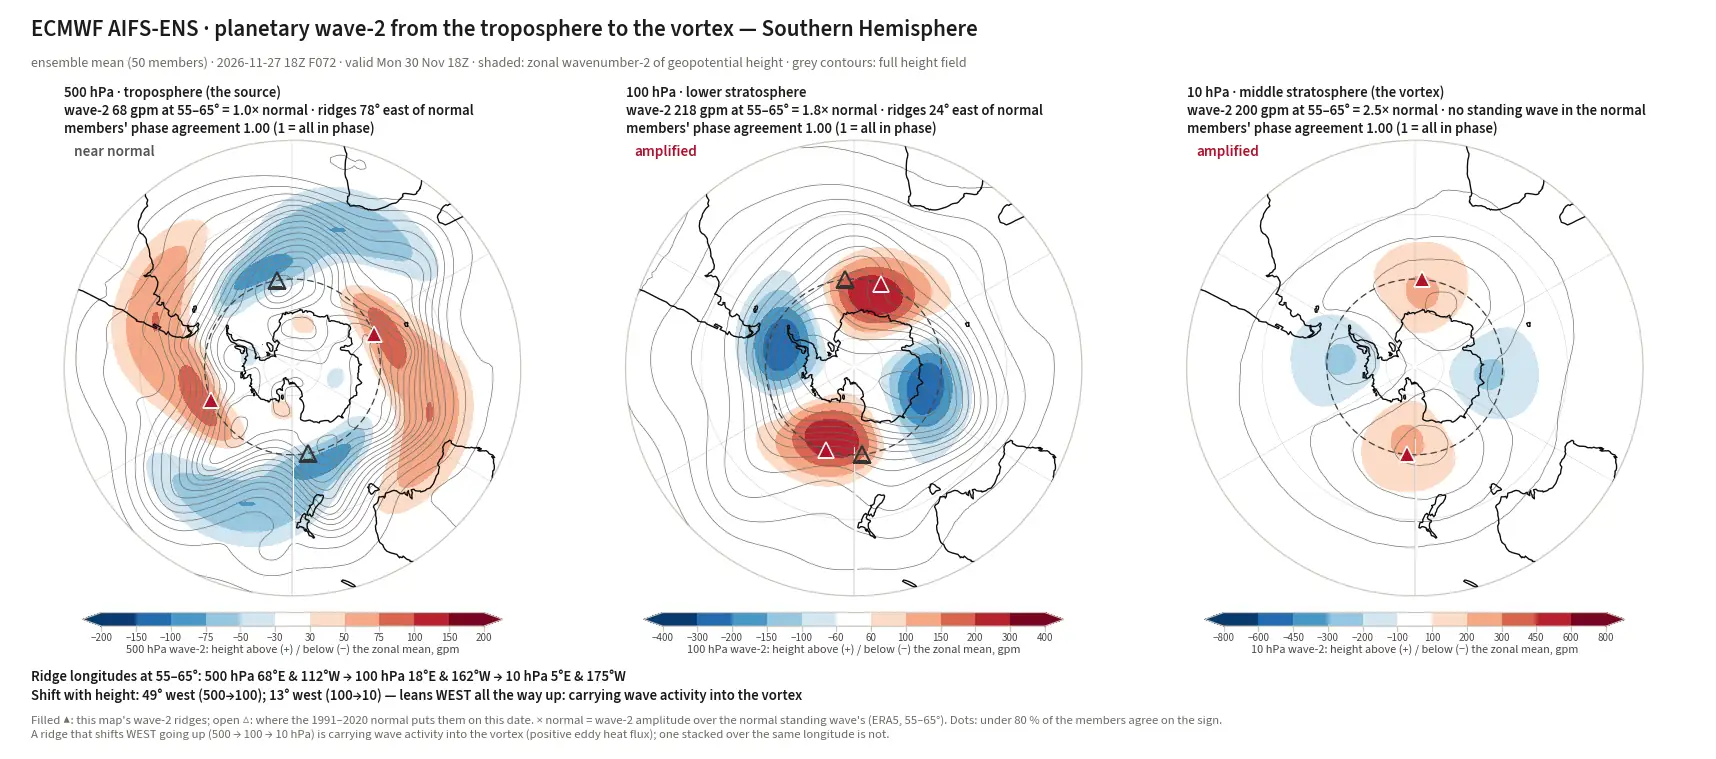 ECMWF AIFS-ENS · planetary wave-2 from the troposphere to the vortex — Southern Hemisphere
ensemble mean (50 members) · 2026-11-27 18Z F072 · valid Mon 30 Nov 18Z · shaded: zonal wavenumber-2 of geopotential height · grey contours: full height field
500 hPa · troposphere (the source)
wave-2 68 gpm at 55–65° = 1.0× normal · ridges 78° east of normal
members' phase agreement 1.00 (1 = all in phase)
near normal
100 hPa · lower stratosphere
wave-2 218 gpm at 55–65° = 1.8× normal · ridges 24° east of normal
members' phase agreement 1.00 (1 = all in phase)
amplified
10 hPa · middle stratosphere (the vortex)
wave-2 200 gpm at 55–65° = 2.5× normal · no standing wave in the normal
members' phase agreement 1.00 (1 = all in phase)
amplified
−200 −150 −100 −75 −50 −30 30 50 75 100 150 200
500 hPa wave-2: height above (+) / below (−) the zonal mean, gpm
−400 −300 −200 −150 −100 −60 60 100 150 200 300 400
100 hPa wave-2: height above (+) / below (−) the zonal mean, gpm
−800 −600 −450 −300 −200 −100 100 200 300 450 600 800
10 hPa wave-2: height above (+) / below (−) the zonal mean, gpm
Ridge longitudes at 55–65°: 500 hPa 68°E & 112°W → 100 hPa 18°E & 162°W → 10 hPa 5°E & 175°W
Shift with height: 49° west (500→100); 13° west (100→10) — leans WEST all the way up: carrying wave activity into the vortex
Filled ▲: this map's wave-2 ridges; open △: where the 1991–2020 normal puts them on this date. × normal = wave-2 amplitude over the normal standing wave's (ERA5, 55–65°). Dots: under 80 % of the members agree on the sign.
A ridge that shifts WEST going up (500 → 100 → 10 hPa) is carrying wave activity into the vortex (positive eddy heat flux); one stacked over the same longitude is not.